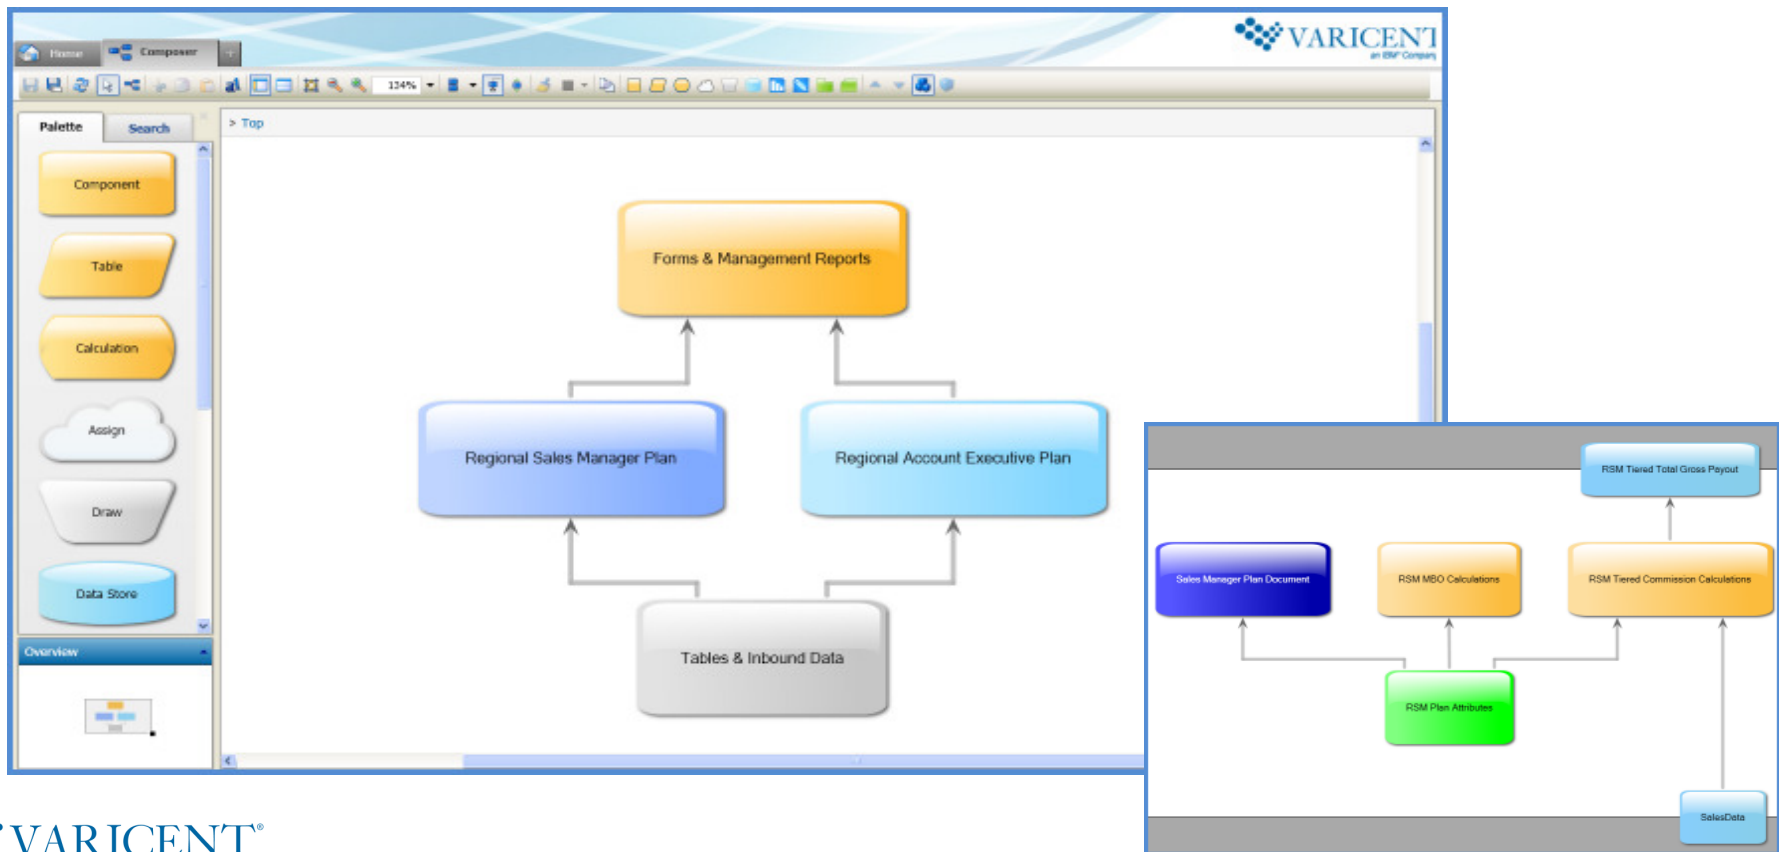 VARICENT
an IBM® Company
Home
Composer
+
134%
Palette
Search
> Top
Component
Table
Calculation
Assign
Draw
Data Store
Overview
Forms & Management Reports
Regional Sales Manager Plan
Regional Account Executive Plan
Tables & Inbound Data
RSM Tiered Total Gross Payout
Sales Manager Plan Document
RSM MBO Calculations
RSM Tiered Commission Calculations
RSM Plan Attributes
SalesData
VARICENT®